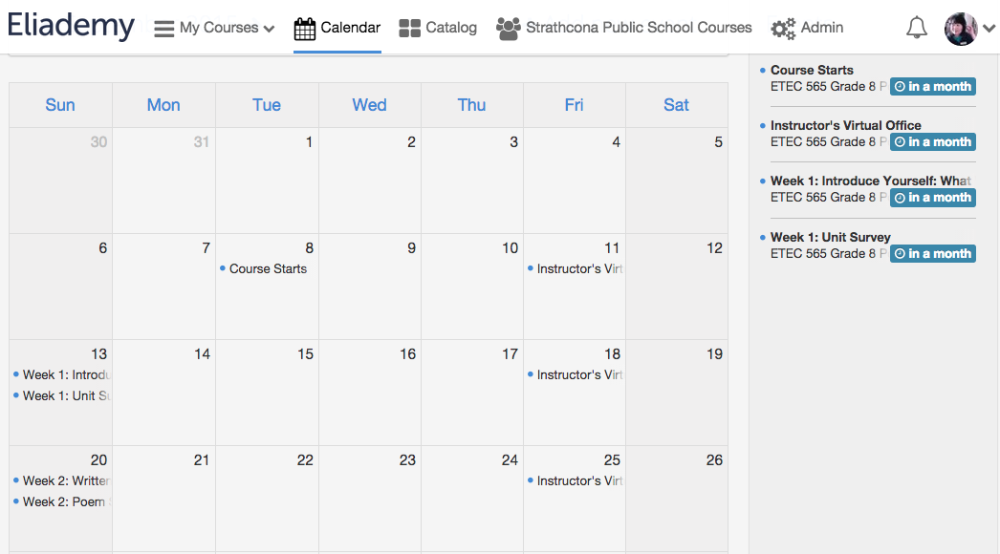 Eliademy My Courses Calendar Catalog Strathcona Public School Courses Admin
Sun Mon Tue Wed Thu Fri Sat
30 31 1 2 3 4 5
6 7 8 9 10 11 12
Course Starts Instructor's Virt
13 14 15 16 17 18 19
Week 1: Introdu Instructor's Virt
Week 1: Unit Su
20 21 22 23 24 25 26
Week 2: Written Instructor's Virt
Week 2: Poem
Course Starts
ETEC 565 Grade 8 P in a month
Instructor's Virtual Office
ETEC 565 Grade 8 P in a month
Week 1: Introduce Yourself: What
ETEC 565 Grade 8 P in a month
Week 1: Unit Survey
ETEC 565 Grade 8 P in a month